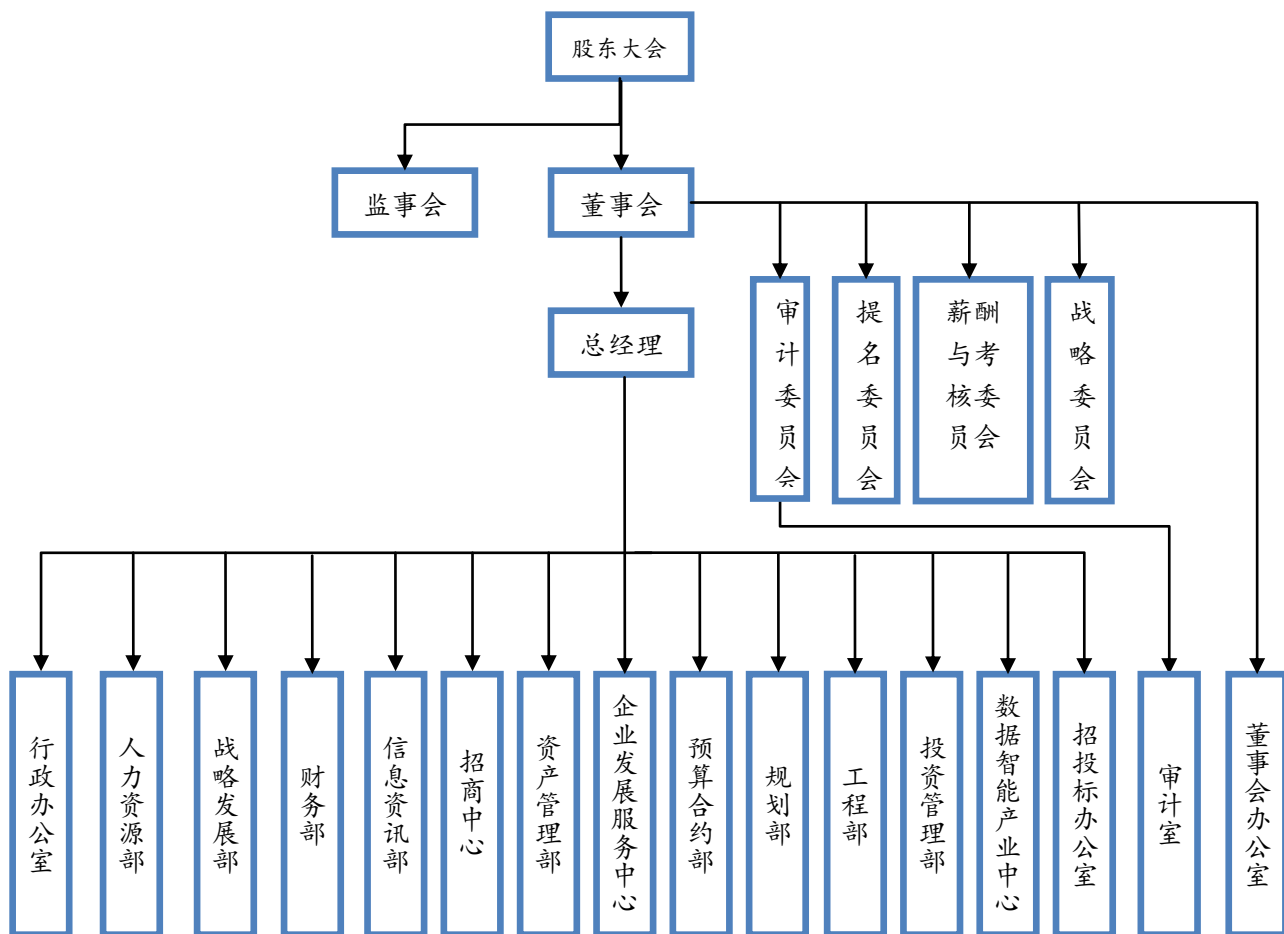 股东大会
监事会
董事会
总经理
审计委员会
提名委员会
薪酬
与考
核委
员会
战略委员会
行政办公室
人力资源部
战略发展部
财务部
信息资讯部
招商中心
资产管理部
企业发展服务中心
预算合约部
规划部
工程部
投资管理部
数据智能产业中心
招投标办公室
审计室
董事会办公室